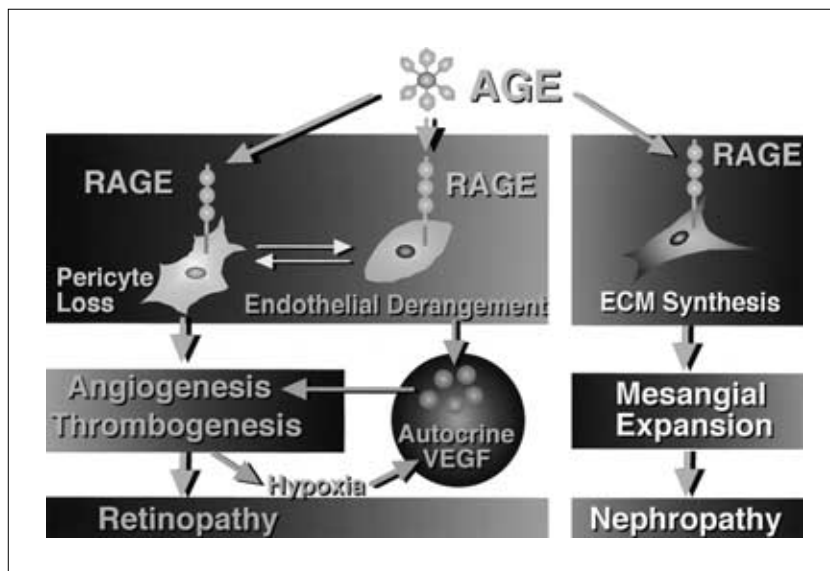 AGE
RAGE
RAGE
RAGE
Pericyte
Loss
Endothelial Derangement
ECM Synthesis
Angiogenesis
Thrombogenesis
Autocrine
VEGF
Hypoxia
Mesangial
Expansion
Retinopathy
Nephropathy